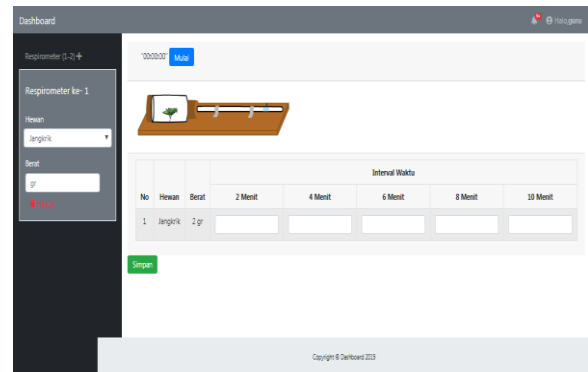 Dashboard
Halo,geens
Respirometer (1-2)+
Respirometer ke- 1
Hewan
Jangkrik
Berat
gr
"00:00:00" Mulai
Interval Waktu
No Hewan Berat 2 Menit 4 Menit 6 Menit 8 Menit 10 Menit
1 Jangkrik 2 gr
Simpan
Copyright © Dashboard 2019